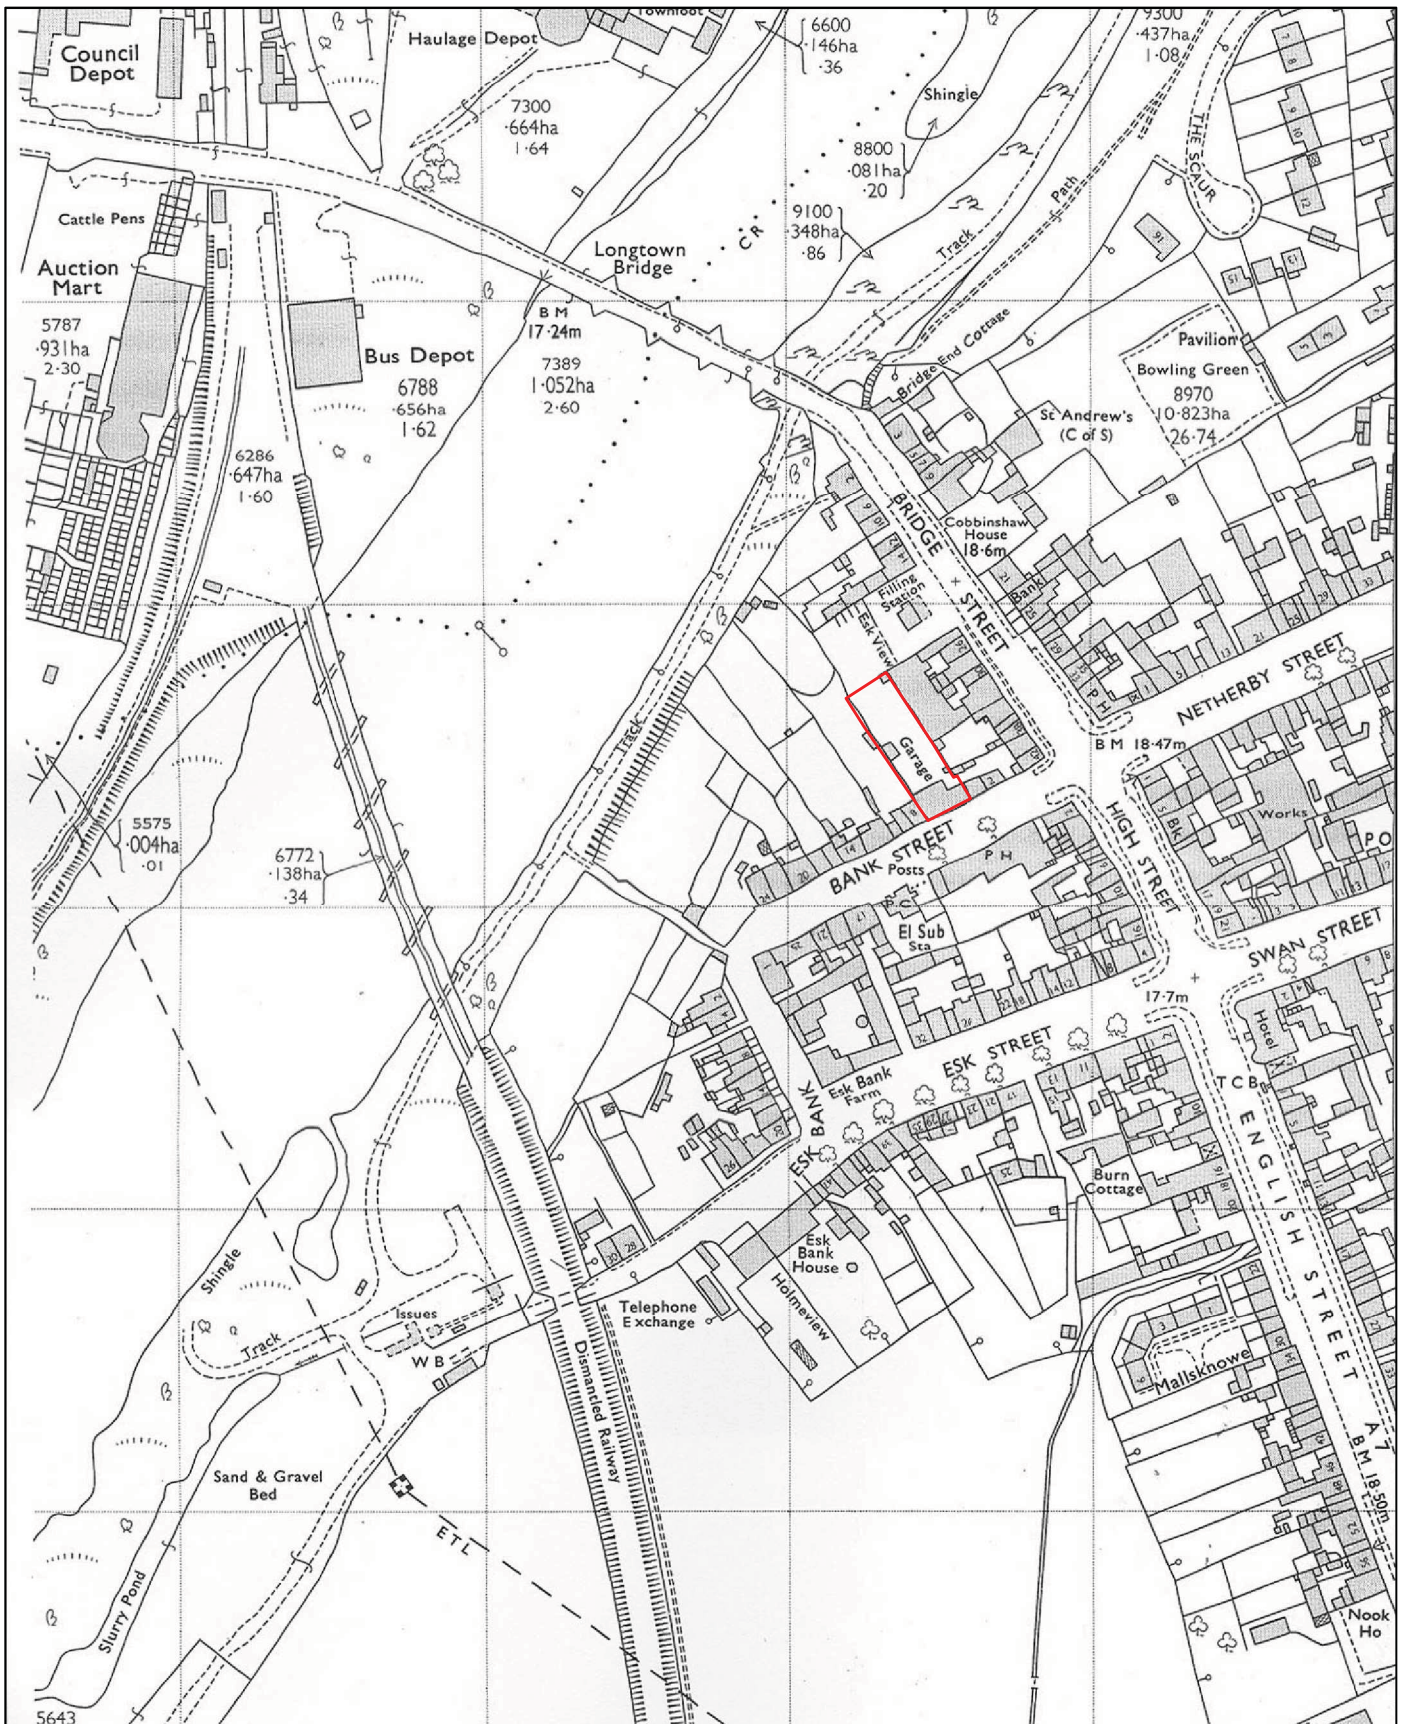 Townfoot
Haulage Depot
Council
Depot
6600
·146ha
·36
9300
·437ha
1·08
Shingle
7300
·664ha
1·64
8800
·081ha
·20
THE SCAUR
Path
Track
9100
·348ha
·86
CR
Cattle Pens
Auction
Mart
5787
·931ha
2·30
Longtown
Bridge
BM
17·24m
Bus Depot
6788
·656ha
1·62
7389
1·052ha
2·60
6286
·647ha
1·60
Bridge End Cottage
Pavilion
Bowling Green
8970
10·823ha
26·74
St Andrew's
(C of S)
BRIDGE STREET
Cobbinshaw
House
18·6m
Filling
Station
Esk View
Bank
PH
NETHERBY STREET
BM 18·47m
Garage
Track
HIGH STREET
Bk
Works
PO
BANK STREET
Posts
PH
El Sub
Sta
SWAN STREET
17·7m
5575
·004ha
·01
6772
·138ha
·34
ESK STREET
Esk Bank
Farm
ESK BANK
Hotel
TCB
ENGLISH STREET
Burn
Cottage
Esk
Bank
House
Holmeview
Telephone
Exchange
Shingle
Track
Issues
WB
Dismantled Railway
Mallsknowe
A 7
BM 18·50m
Sand & Gravel
Bed
ETL
Slurry Pond
Nook
Ho
5643